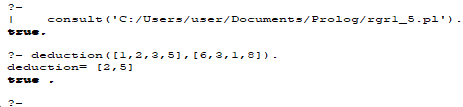 ?-
|    consult('C:/Users/user/Documents/Prolog/rgr1_5.pl').
true.
?- deduction([1,2,3,5],[6,3,1,8]).
deduction= [2,5]
true .
?-